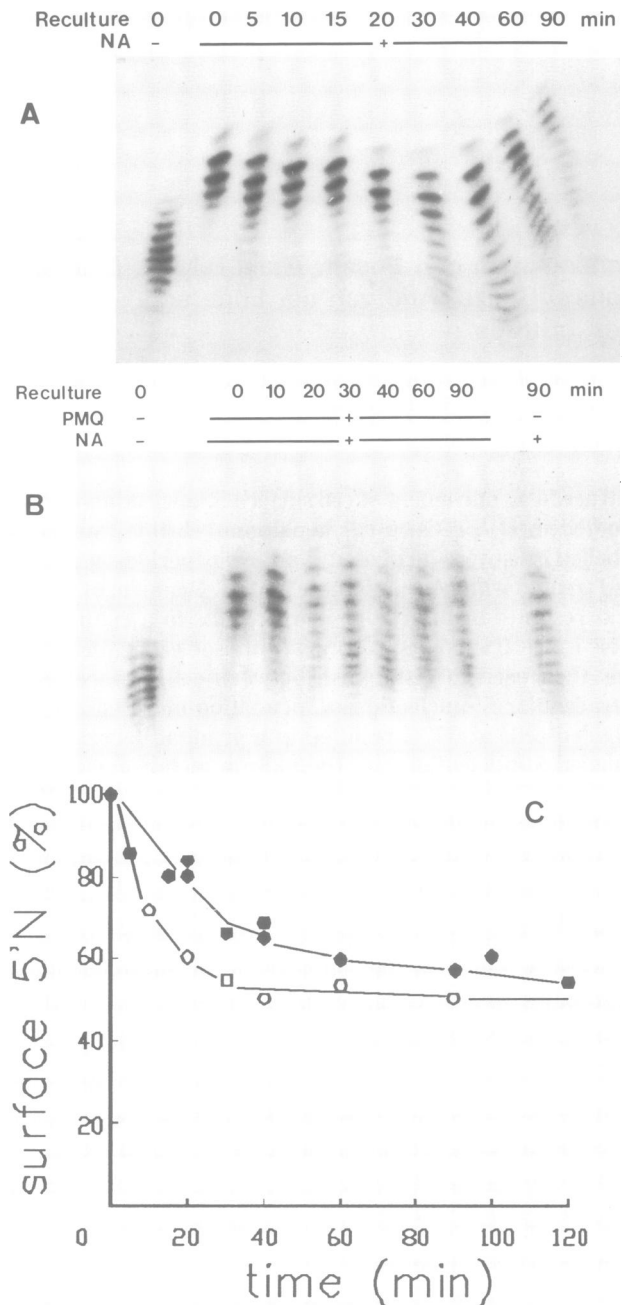 Reculture 0 0 5 10 15 20 30 40 60 90 min
NA - +
A
Reculture 0 0 10 20 30 40 60 90 90 min
PMQ - + -
NA - + +
B
C
surface 5'N (%)
100
80
60
40
20
0 20 40 60 80 100 120
time (min)